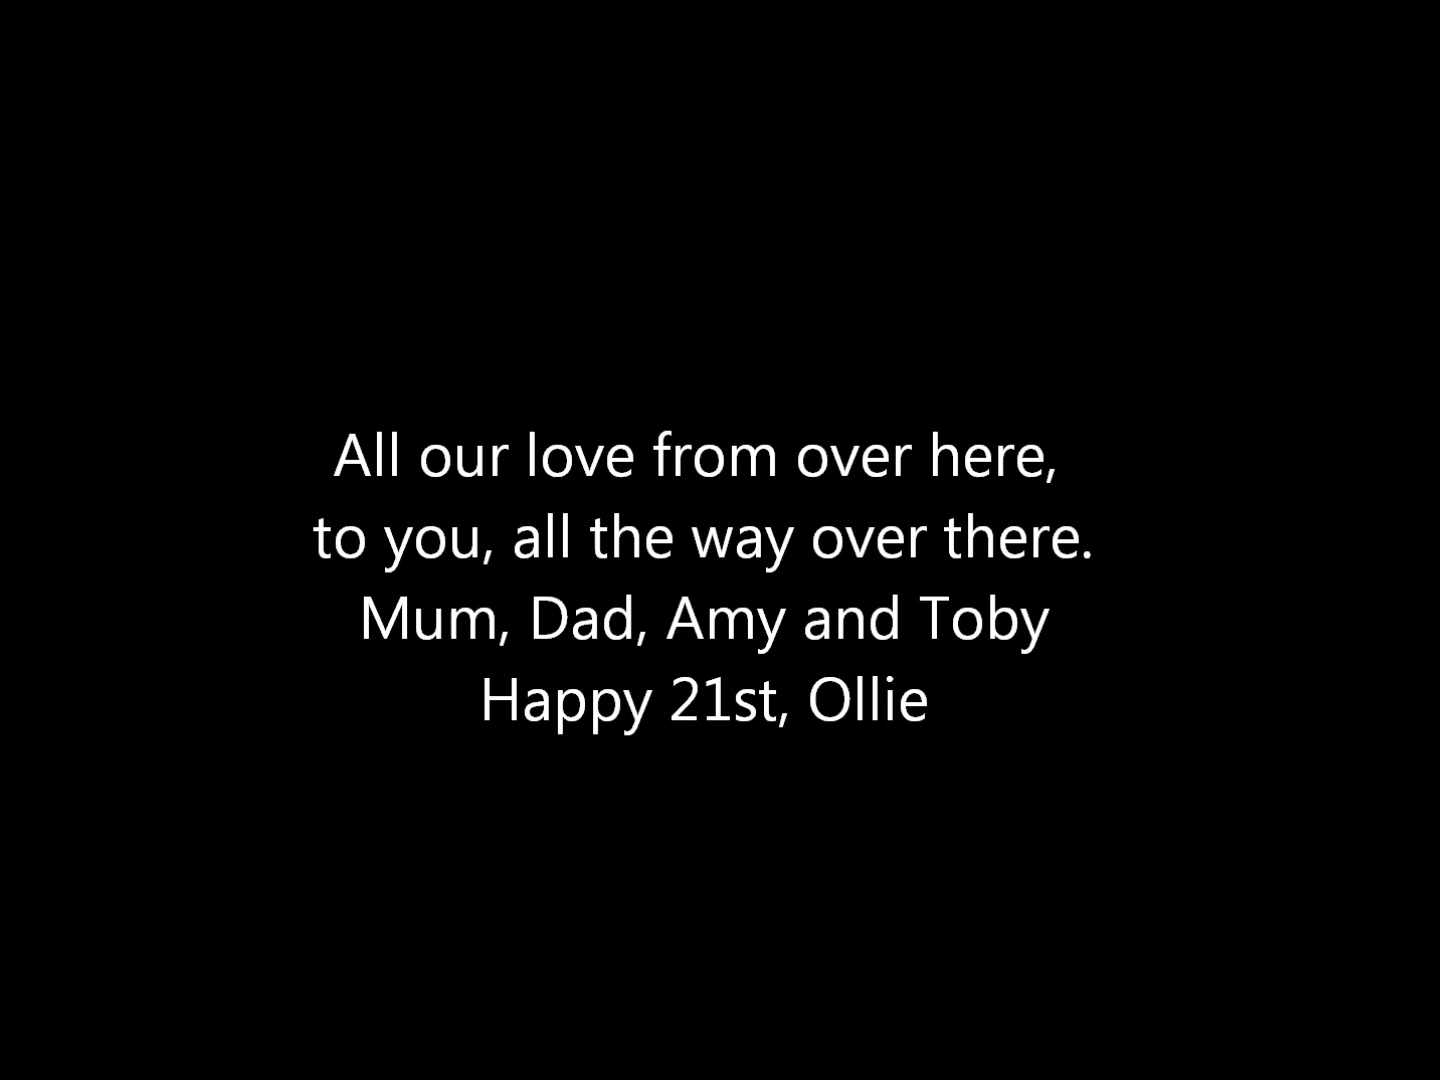 All our love from over here,
to you, all the way over there.
Mum, Dad, Amy and Toby
Happy 21st, Ollie